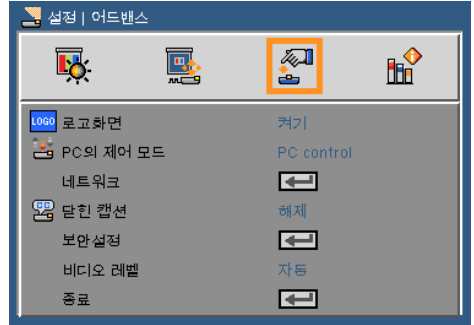 설정 | 어드밴스
LOGO 로고화면 켜기
PC의 제어 모드 PC control
네트워크
닫힌 캡션 해제
보안설정
비디오 레벨 자동
종료